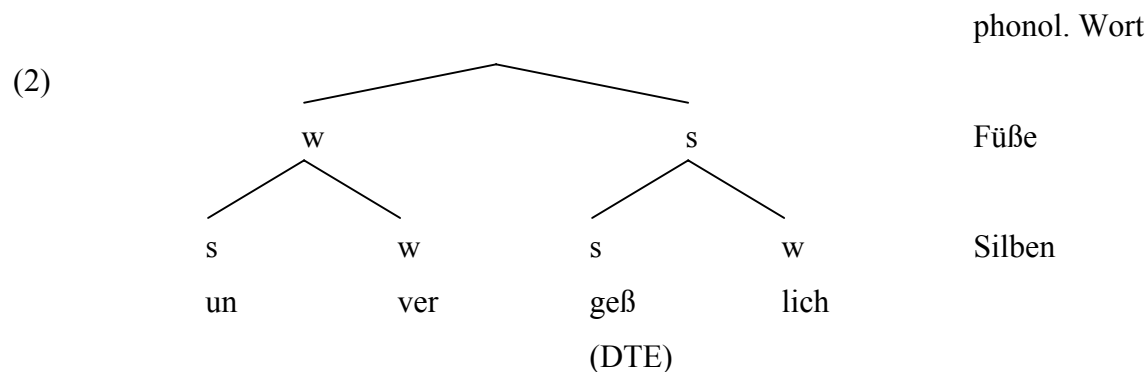 phonol. Wort
(2)
w s Füße
s w s w Silben
un ver geß lich
(DTE)